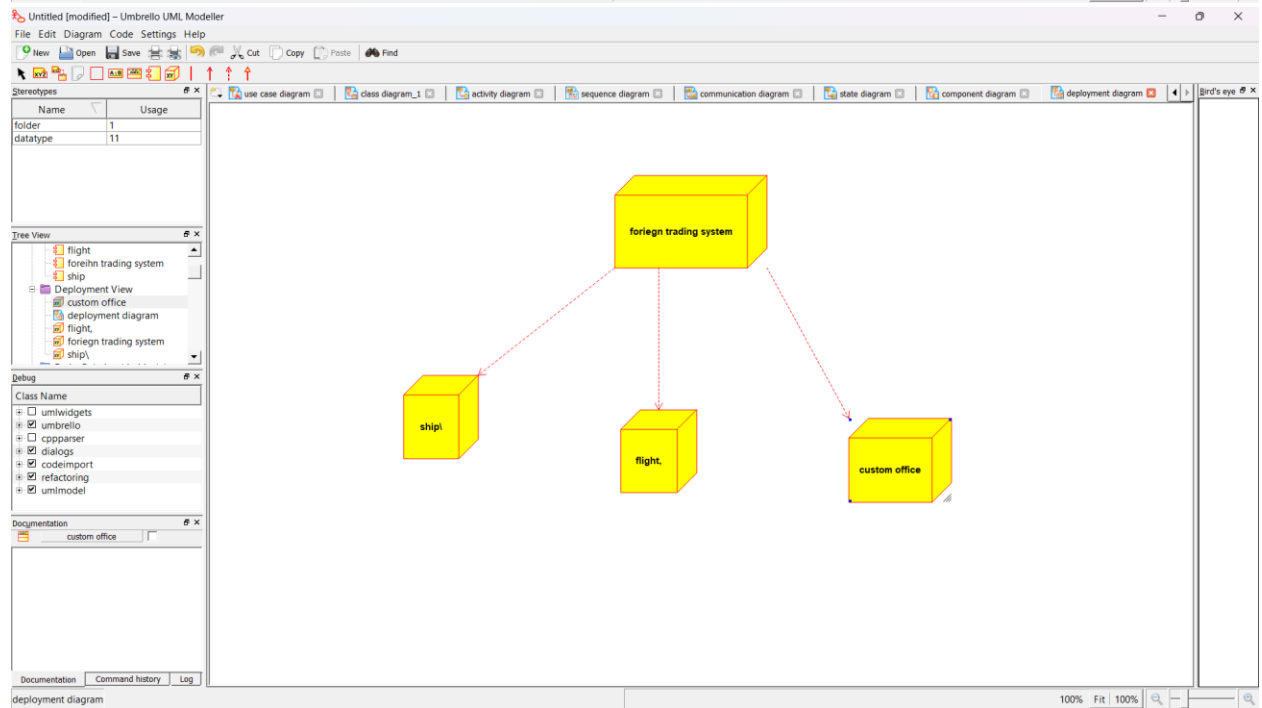 Untitled [modified] – Umbrello UML Modeller
File Edit Diagram Code Settings Help
New Open Save Cut Copy Paste Find
Stereotypes
Name Usage
folder 1
datatype 11
Tree View
flight
foreihn trading system
ship
Deployment View
custom office
deployment diagram
flight,
foriegn trading system
ship\
Debug
Class Name
umlwidgets
umbrello
cppparser
dialogs
codeimport
refactoring
umlmodel
Documentation
custom office
Documentation Command history Log
use case diagram class diagram_1 activity diagram sequence diagram communication diagram state diagram component diagram deployment diagram
foriegn trading system
ship\
flight,
custom office
Bird's eye
deployment diagram
100% Fit 100%